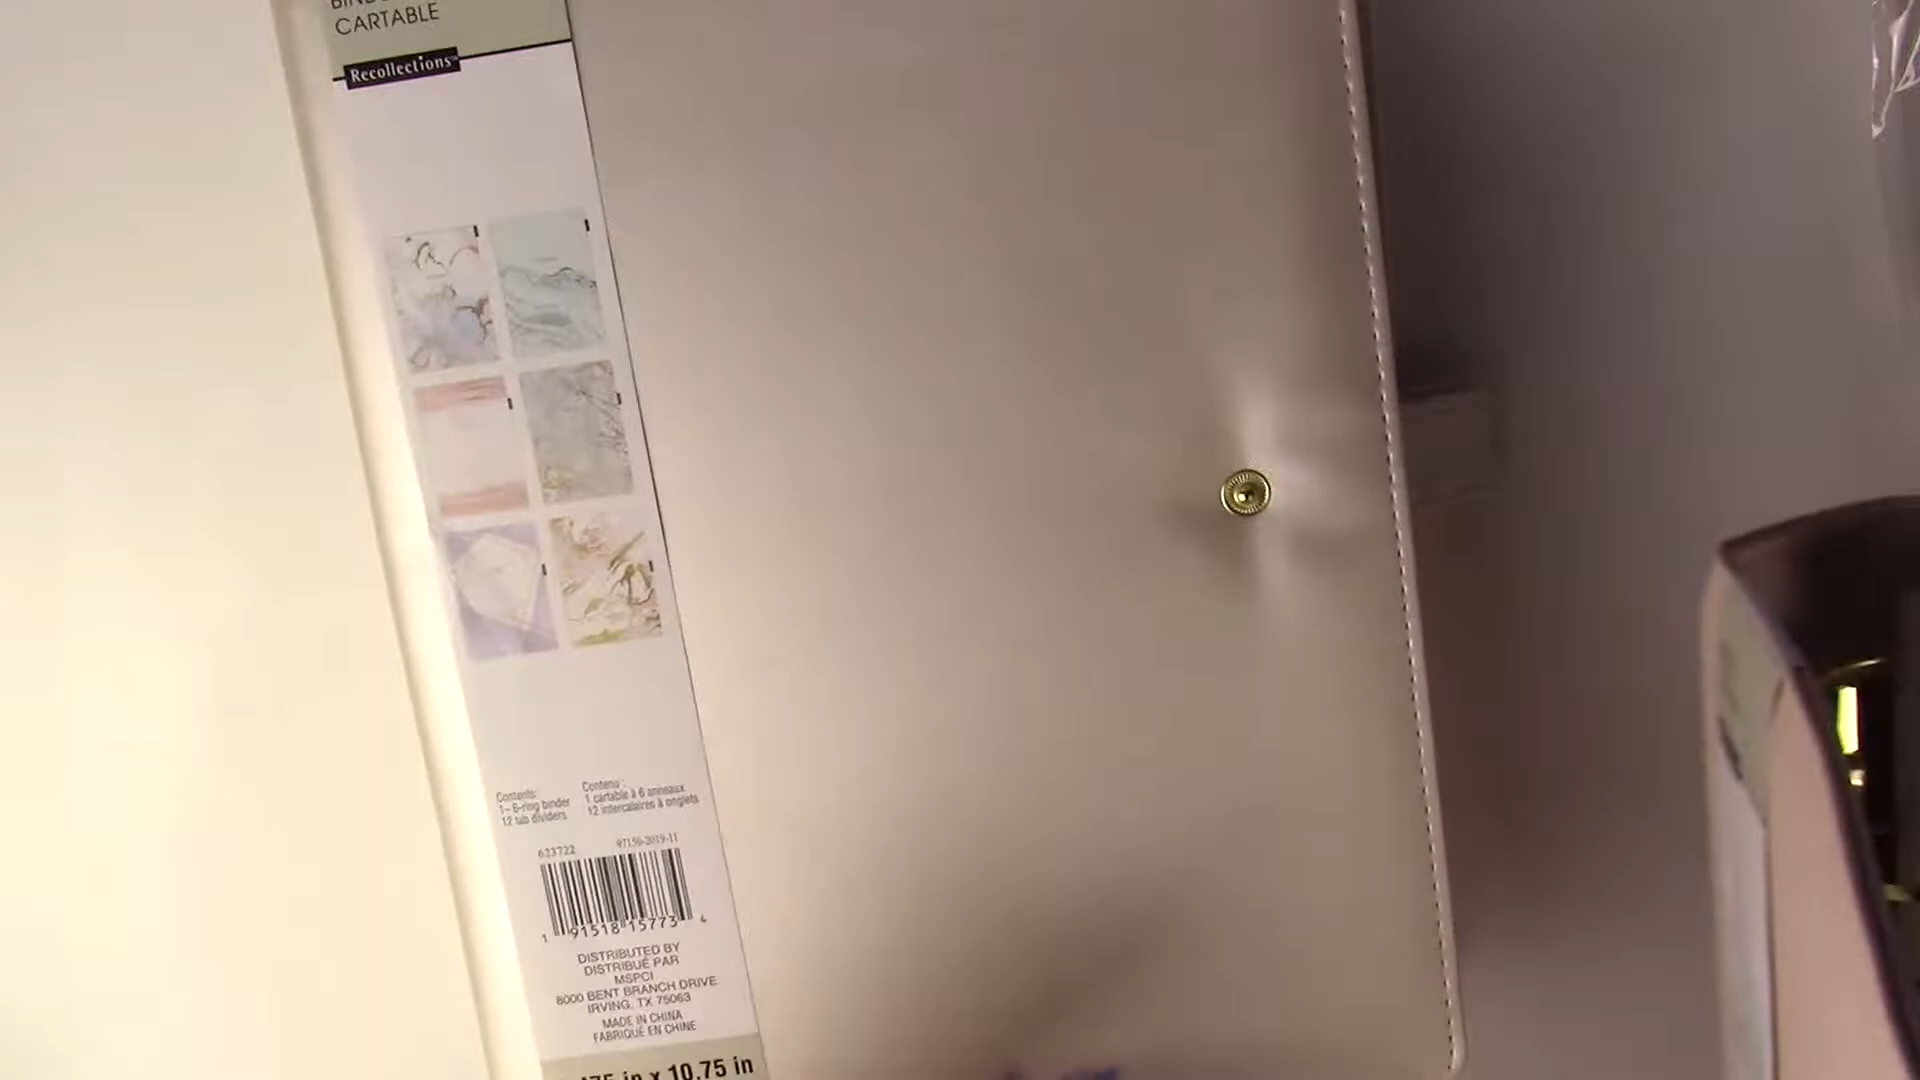 CARTABLE
Recollections
Contents:
1- 6-ring binder
12 tab dividers
Contenu :
1 cartable à 6 anneaux
12 intercalaires à onglets
623722
97150-2019-11
1 91518 15773 4
DISTRIBUTED BY
DISTRIBUÉ PAR
MSPCI
8000 BENT BRANCH DRIVE
IRVING, TX 75063
MADE IN CHINA
FABRIQUÉ EN CHINE
in x 10.75 in